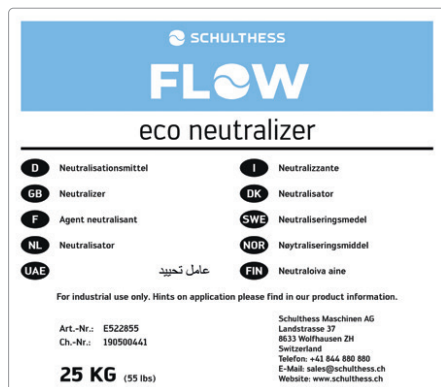 SCHULTHESS
FLOW
eco neutralizer
D Neutralisationsmittel
GB Neutralizer
F Agent neutralisant
NL Neutralisator
UAE عامل تحييد
I Neutralizzante
DK Neutralisator
SWE Neutraliseringsmedel
NOR Nøytraliseringsmiddel
FIN Neutraloiva aine
For industrial use only. Hints on application please find in our product information.
Art.-Nr.: E522855
Ch.-Nr.: 190500441
25 KG (55 lbs)
Schulthess Maschinen AG
Landstrasse 37
8633 Wolfhausen ZH
Switzerland
Telefon: +41 844 880 880
E-Mail: sales@schulthess.ch
Website: www.schulthess.ch